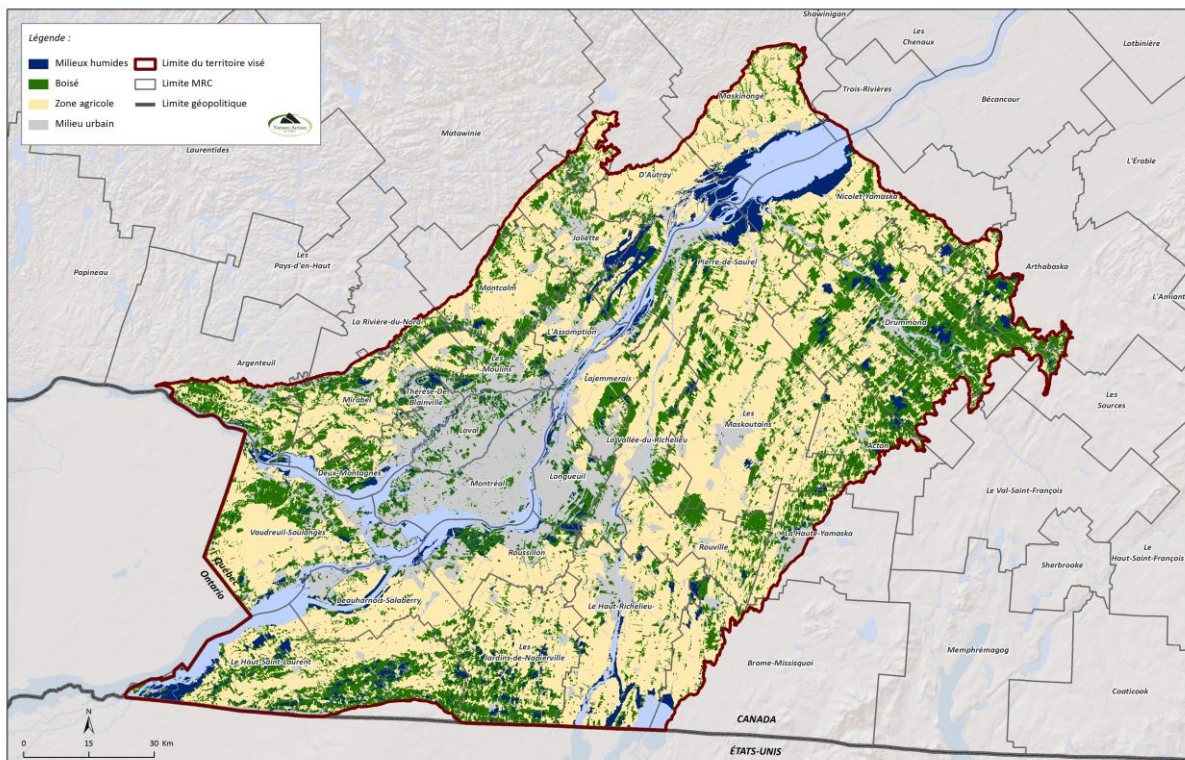 Légende :
Milieux humides
Limite du territoire visé
Boisé
Limite MRC
Zone agricole
Limite géopolitique
Milieu urbain
Nature-Action
Shawinigan
Les
Chenaux
Lotbinière
Trois-Rivières
Maskinongé
Bécancour
Matawinie
Laurentides
L'Érable
D'Autray
Nicolet-Yamaska
Joliette
Les
Pays-d'en-Haut
Papineau
Pierre-de-Saurel
Arthabaska
Montcalm
L'Amiant
La Rivière-du-Nord
L'Assomption
Drummond
Argenteuil
Les
Moulins
Lajemmerais
Thérèse-De
Blainville
Mirabel
Les
Sources
Les
Maskoutains
Laval
La Vallée-du-Richelieu
Acton
Deux-Montagnes
Longueuil
Montréal
Le Val-Saint-François
Vaudreuil-Soulanges
La Haute-Yamaska
Roussillon
Rouville
Le
Haut-Saint-François
Sherbrooke
Québec
Ontario
Beauharnois-Salaberry
Le Haut-Richelieu
Les
Jardins-de-Napierville
Le Haut-Saint-Laurent
Brome-Missisquoi
Memphrémagog
Coaticook
N
CANADA
0 15 30 Km
ÉTATS-UNIS